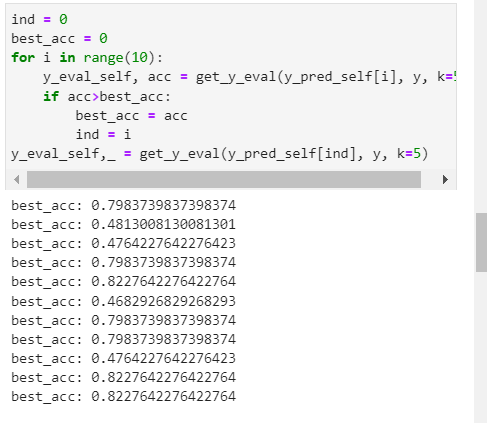 ind = 0
best_acc = 0
for i in range(10):
    y_eval_self, acc = get_y_eval(y_pred_self[i], y, k=
    if acc>best_acc:
        best_acc = acc
        ind = i
y_eval_self,_ = get_y_eval(y_pred_self[ind], y, k=5)
best_acc: 0.7983739837398374
best_acc: 0.4813008130081301
best_acc: 0.4764227642276423
best_acc: 0.7983739837398374
best_acc: 0.8227642276422764
best_acc: 0.4682926829268293
best_acc: 0.7983739837398374
best_acc: 0.7983739837398374
best_acc: 0.4764227642276423
best_acc: 0.8227642276422764
best_acc: 0.8227642276422764